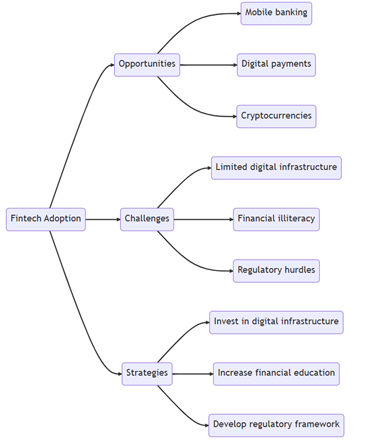 Mobile banking
Opportunities
Digital payments
Cryptocurrencies
Limited digital infrastructure
Fintech Adoption
Challenges
Financial illiteracy
Regulatory hurdles
Invest in digital infrastructure
Strategies
Increase financial education
Develop regulatory framework